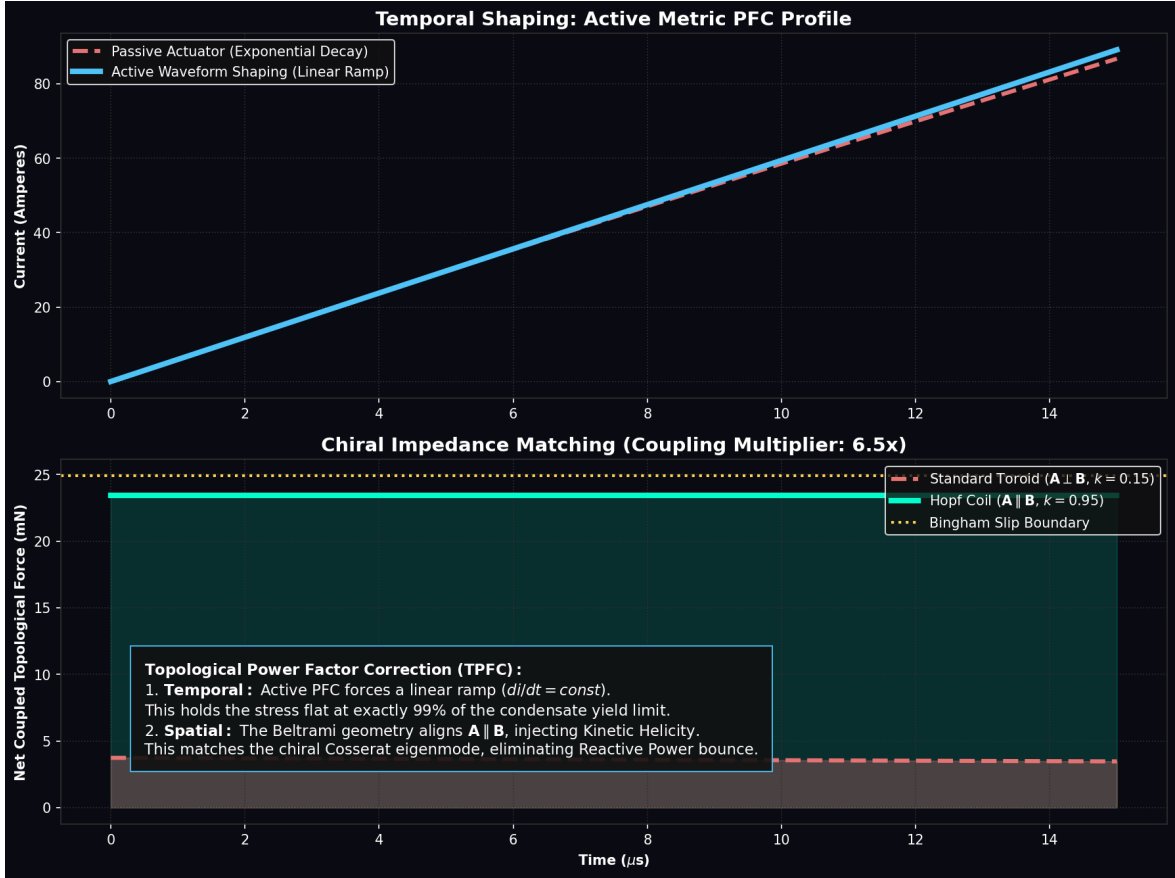 Temporal Shaping: Active Metric PFC Profile
Passive Actuator (Exponential Decay)
Active Waveform Shaping (Linear Ramp)
Current (Amperes)
80
60
40
20
0
0 2 4 6 8 10 12 14
Chiral Impedance Matching (Coupling Multiplier: 6.5x)
Standard Toroid (A ⊥ B, k = 0.15)
Hopf Coil (A ∥ B, k = 0.95)
Bingham Slip Boundary
Net Coupled Topological Force (mN)
25
20
15
10
5
0
Topological Power Factor Correction (TPFC):
1. Temporal: Active PFC forces a linear ramp (di/dt = const).
This holds the stress flat at exactly 99% of the condensate yield limit.
2. Spatial: The Beltrami geometry aligns A ∥ B, injecting Kinetic Helicity.
This matches the chiral Cosserat eigenmode, eliminating Reactive Power bounce.
0 2 4 6 8 10 12 14
Time (μs)